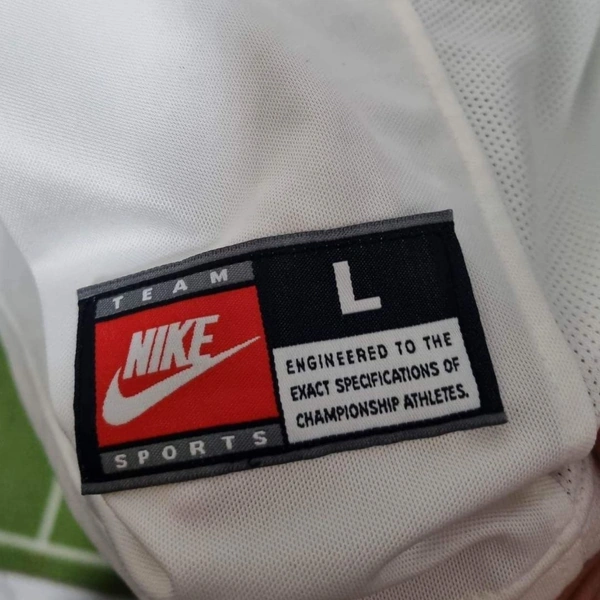 TEAM
NIKE
SPORTS
L
ENGINEERED TO THE
EXACT SPECIFICATIONS OF
CHAMPIONSHIP ATHLETES.